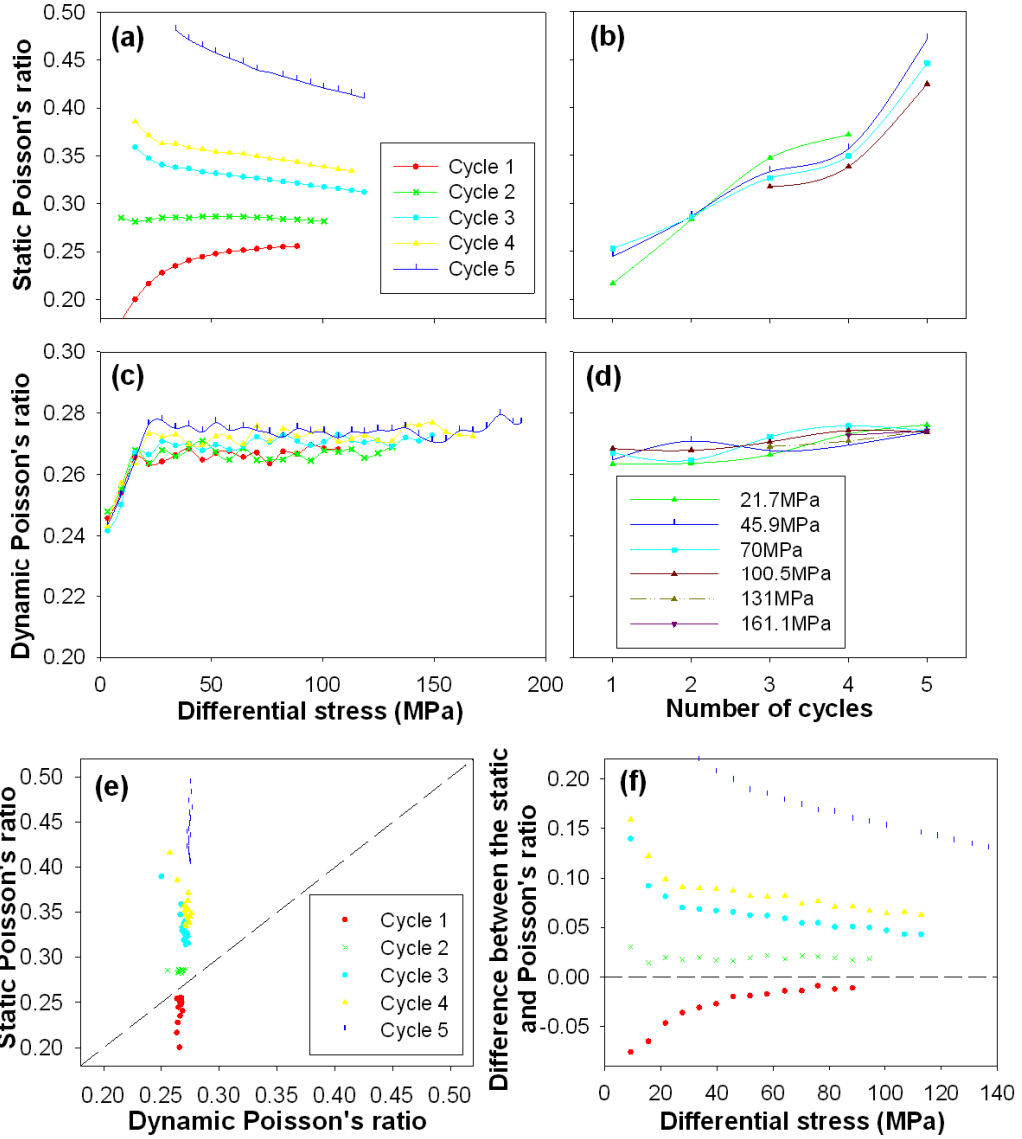 (a)
Static Poisson's ratio
0.50
0.45
0.40
0.35
0.30
0.25
0.20
Cycle 1
Cycle 2
Cycle 3
Cycle 4
Cycle 5
(b)
(c)
Dynamic Poisson's ratio
0.30
0.28
0.26
0.24
0.22
0.20
0
50
100
150
200
Differential stress (MPa)
(d)
21.7MPa
45.9MPa
70MPa
100.5MPa
131MPa
161.1MPa
1
2
3
4
5
Number of cycles
(e)
Static Poisson's ratio
0.50
0.45
0.40
0.35
0.30
0.25
0.20
Cycle 1
Cycle 2
Cycle 3
Cycle 4
Cycle 5
0.20
0.25
0.30
0.35
0.40
0.45
0.50
Dynamic Poisson's ratio
(f)
Difference between the static
and Poisson's ratio
0.20
0.15
0.10
0.05
0.00
-0.05
0
20
40
60
80
100
120
140
Differential stress (MPa)